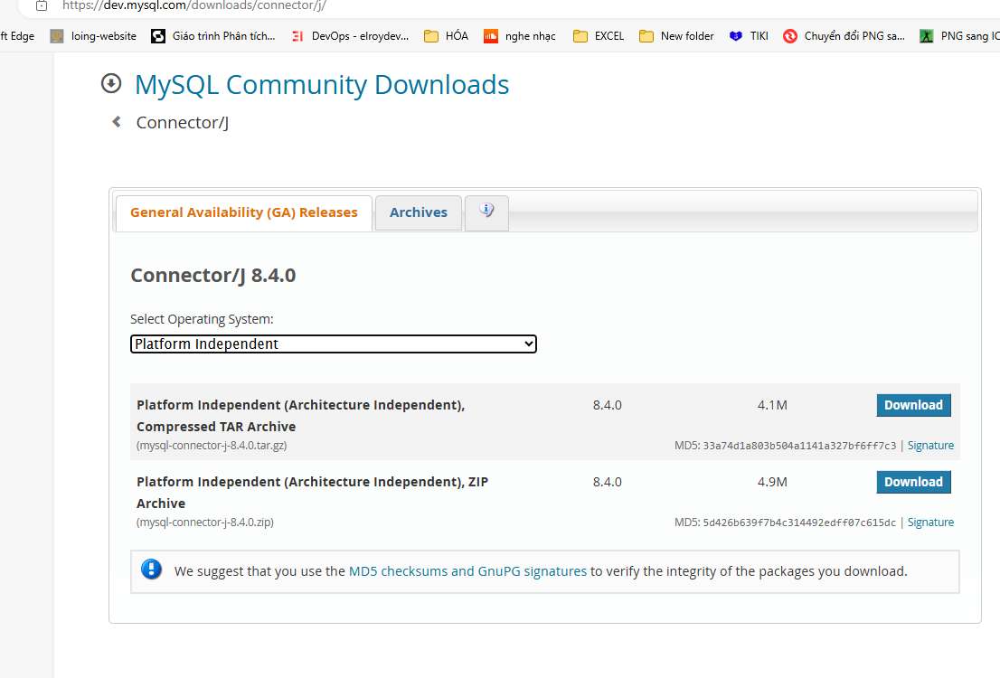 https://dev.mysql.com/downloads/connector/j/
ft Edge
loing-website
Giáo trình Phân tích...
DevOps - elroydev...
HÓA
nghe nhạc
EXCEL
New folder
TIKI
Chuyển đổi PNG sa...
PNG sang IC
MySQL Community Downloads
Connector/J
General Availability (GA) Releases
Archives
Connector/J 8.4.0
Select Operating System:
Platform Independent
Platform Independent (Architecture Independent), 8.4.0 4.1M Download
Compressed TAR Archive
(mysql-connector-j-8.4.0.tar.gz) MD5: 33a74d1a803b504a1141a327bf6ff7c3 | Signature
Platform Independent (Architecture Independent), ZIP 8.4.0 4.9M Download
Archive
(mysql-connector-j-8.4.0.zip) MD5: 5d426b639f7b4c314492edff07c615dc | Signature
We suggest that you use the MD5 checksums and GnuPG signatures to verify the integrity of the packages you download.